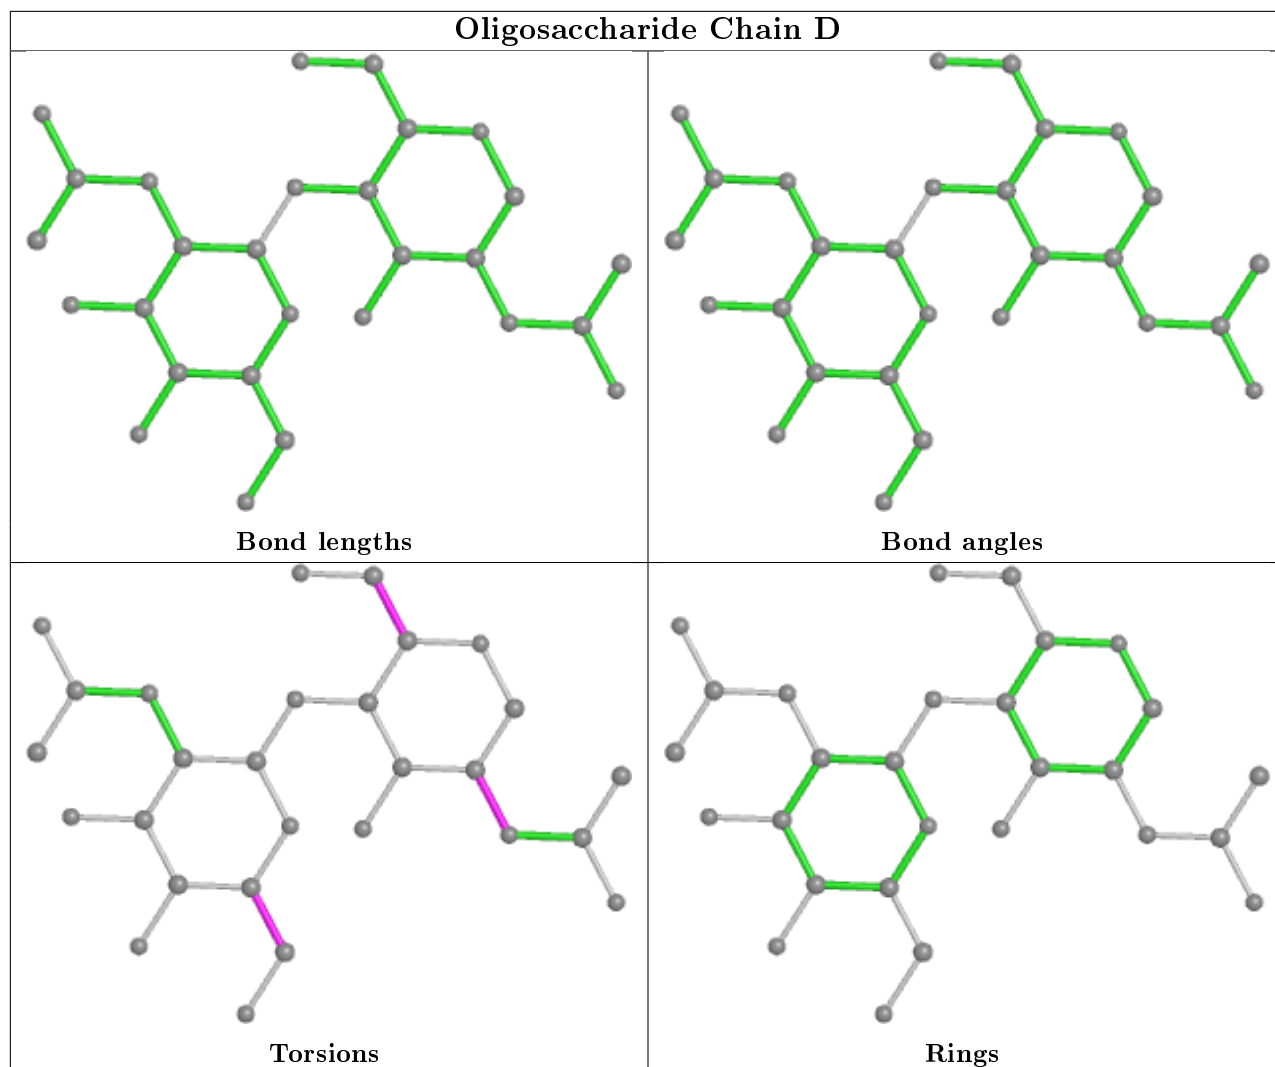 Oligosaccharide Chain D
Bond lengths
Bond angles
Torsions
Rings